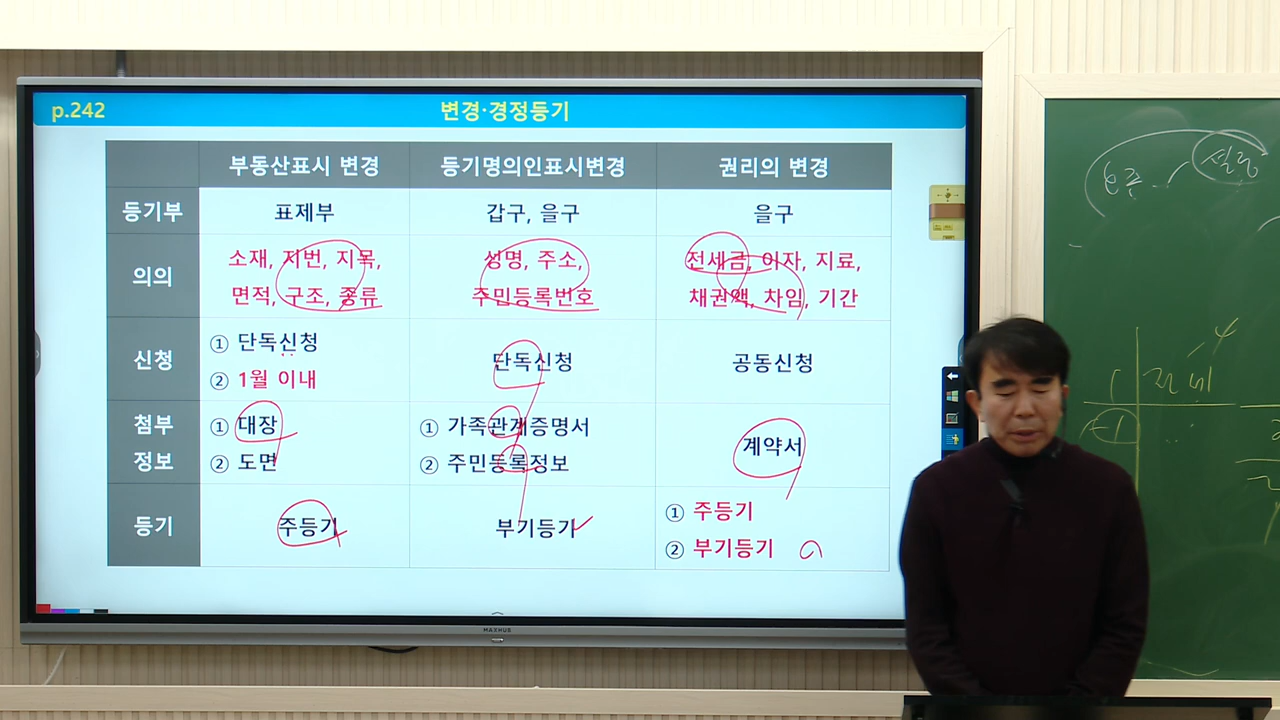 p.242
변경·경정등기
부동산표시 변경 등기명의인표시변경 권리의 변경
등기부 표제부 갑구, 을구 을구
의의 소재, 지번, 지목, 면적, 구조, 종류 성명, 주소, 주민등록번호 전세금, 이자, 지료, 채권액, 차임, 기간
신청 ① 단독신청 ② 1월 이내 단독신청 공동신청
첨부 정보 ① 대장 ② 도면 ① 가족관계증명서 ② 주민등록정보 계약서
등기 주등기 부기등기 ① 주등기 ② 부기등기
MAXHUB